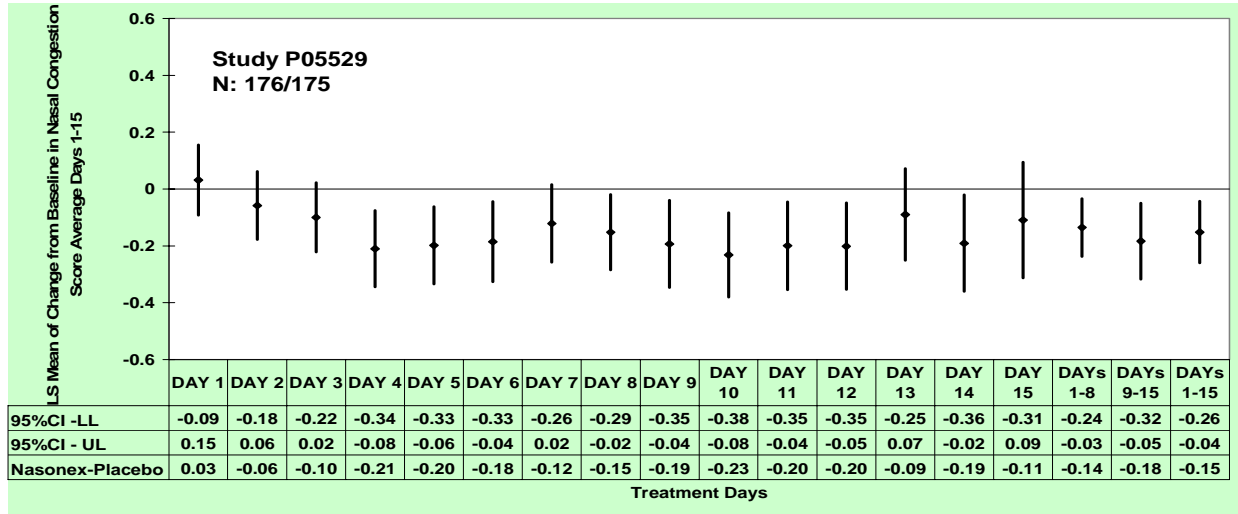 LS Mean of Change from Baseline in Nasal Congestion
Score Average Days 1-15
0.6
0.4
0.2
0
-0.2
-0.4
-0.6
Study P05529
N: 176/175
DAY 1 DAY 2 DAY 3 DAY 4 DAY 5 DAY 6 DAY 7 DAY 8 DAY 9 DAY 10 DAY 11 DAY 12 DAY 13 DAY 14 DAY 15 DAYs 1-8 DAYs 9-15 DAYs 1-15
95%CI -LL -0.09 -0.18 -0.22 -0.34 -0.33 -0.33 -0.26 -0.29 -0.35 -0.38 -0.35 -0.35 -0.25 -0.36 -0.31 -0.24 -0.32 -0.26
95%CI - UL 0.15 0.06 0.02 -0.08 -0.06 -0.04 0.02 -0.02 -0.04 -0.08 -0.04 -0.05 0.07 -0.02 0.09 -0.03 -0.05 -0.04
Nasonex-Placebo 0.03 -0.06 -0.10 -0.21 -0.20 -0.18 -0.12 -0.15 -0.19 -0.23 -0.20 -0.20 -0.09 -0.19 -0.11 -0.14 -0.18 -0.15
Treatment Days